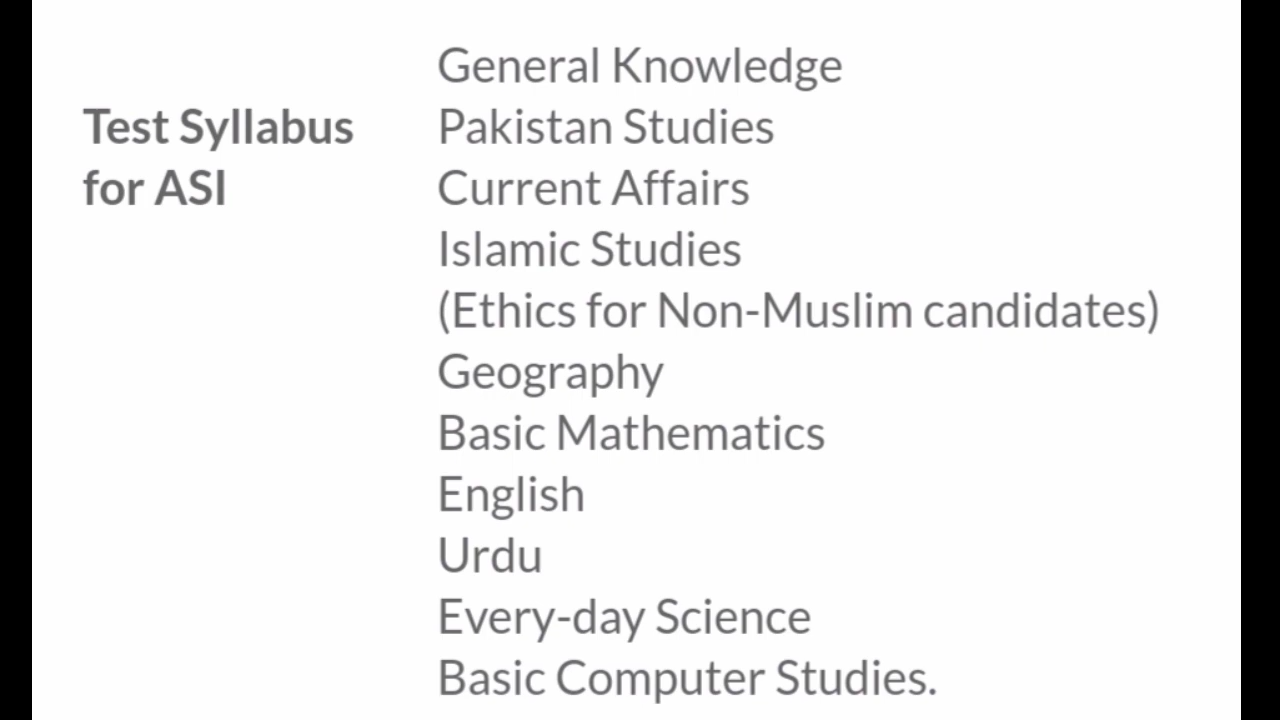 Test Syllabus
for ASI
General Knowledge
Pakistan Studies
Current Affairs
Islamic Studies
(Ethics for Non-Muslim candidates)
Geography
Basic Mathematics
English
Urdu
Every-day Science
Basic Computer Studies.